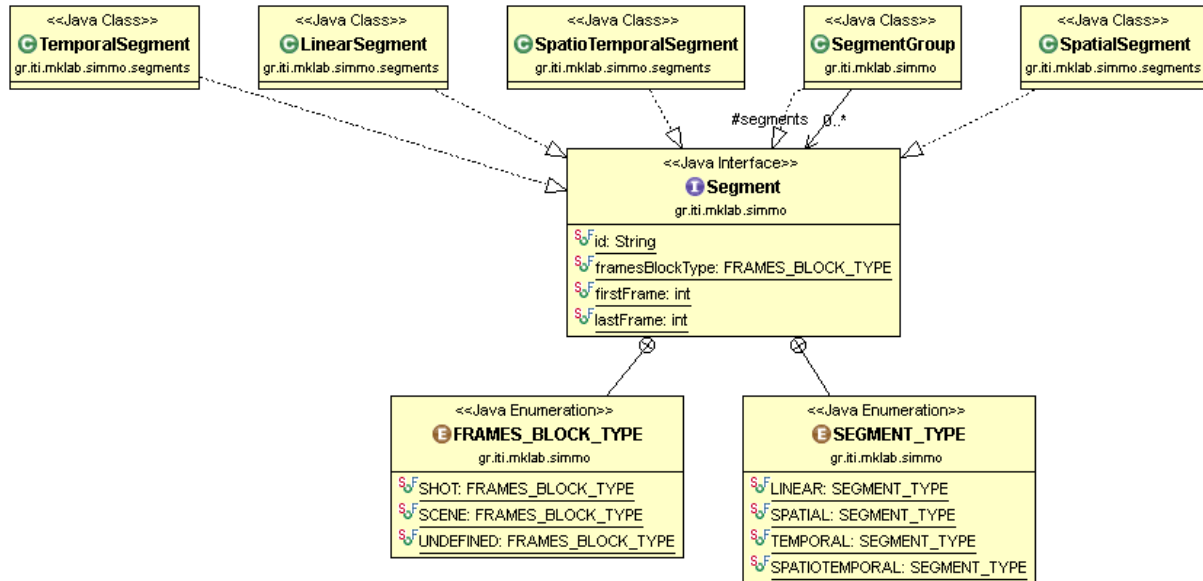 <<Java Class>>
TemporalSegment
gr.iti.mklab.simmo.segments
<<Java Class>>
LinearSegment
gr.iti.mklab.simmo.segments
<<Java Class>>
SpatioTemporalSegment
gr.iti.mklab.simmo.segments
<<Java Class>>
SegmentGroup
gr.iti.mklab.simmo
<<Java Class>>
SpatialSegment
gr.iti.mklab.simmo.segments
#segments 0..*
<<Java Interface>>
Segment
gr.iti.mklab.simmo
id: String
framesBlockType: FRAMES_BLOCK_TYPE
firstFrame: int
lastFrame: int
<<Java Enumeration>>
FRAMES_BLOCK_TYPE
gr.iti.mklab.simmo
SHOT: FRAMES_BLOCK_TYPE
SCENE: FRAMES_BLOCK_TYPE
UNDEFINED: FRAMES_BLOCK_TYPE
<<Java Enumeration>>
SEGMENT_TYPE
gr.iti.mklab.simmo
LINEAR: SEGMENT_TYPE
SPATIAL: SEGMENT_TYPE
TEMPORAL: SEGMENT_TYPE
SPATIOTEMPORAL: SEGMENT_TYPE